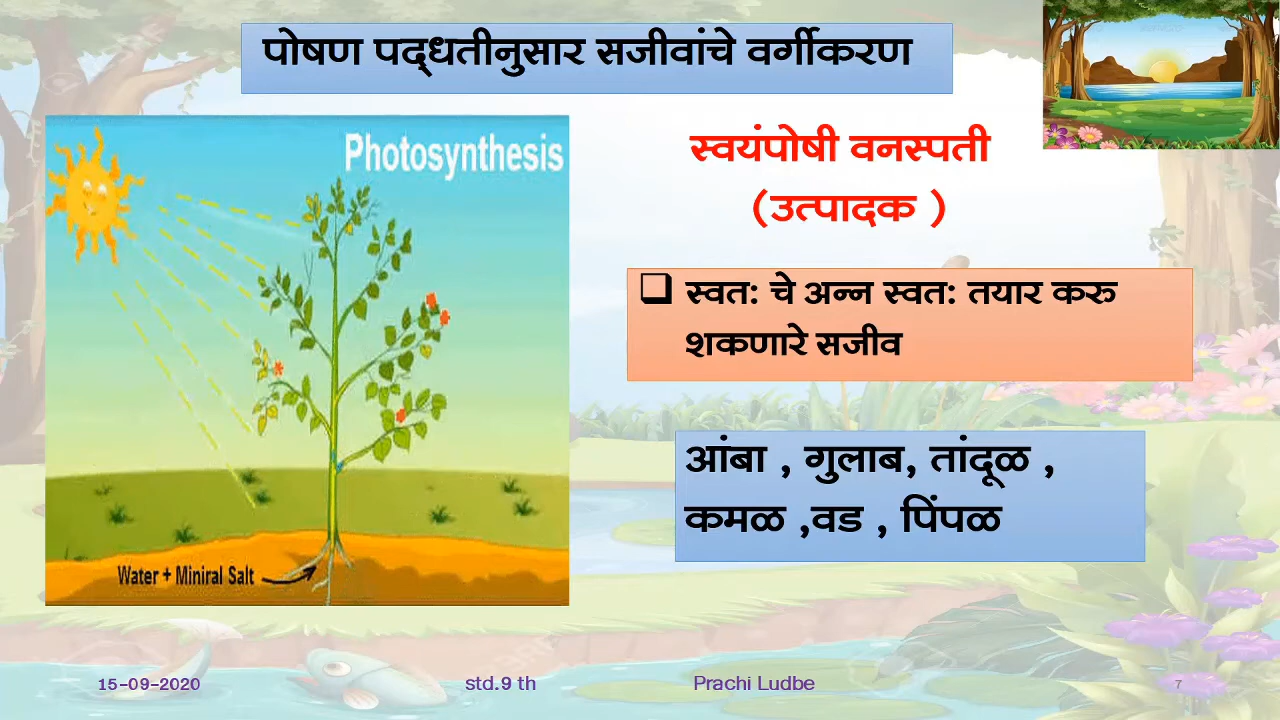 पोषण पद्धतीनुसार सजीवांचे वर्गीकरण
Photosynthesis
Water + Miniral Salt
स्वयंपोषी वनस्पती
(उत्पादक )
स्वत: चे अन्न स्वत: तयार करु
शकणारे सजीव
आंबा , गुलाब, तांदूळ ,
कमळ ,वड , पिंपळ
15-09-2020 std.9 th Prachi Ludbe 7